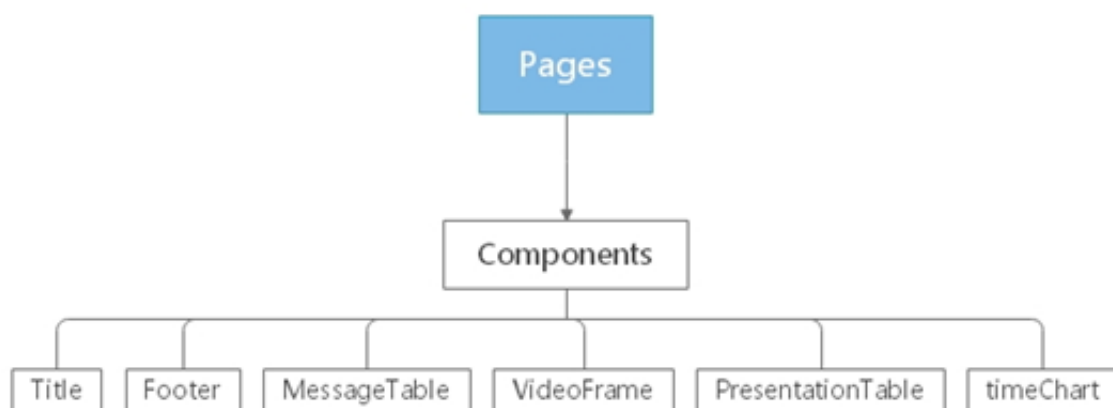 Pages
Components
Title Footer MessageTable VideoFrame PresentationTable timeChart